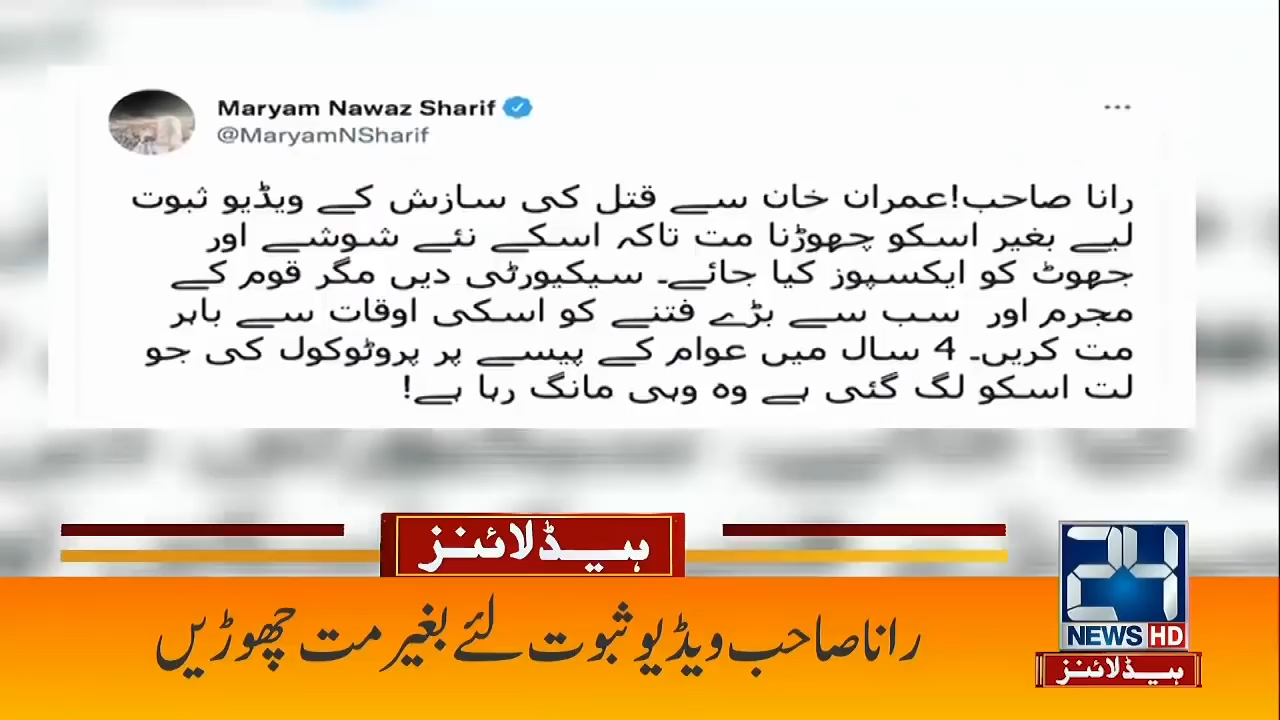 Maryam Nawaz Sharif
@MaryamNSharif
رانا صاحب!عمران خان سے قتل کی سازش کے ویڈیو ثبوت
لیے بغیر اسکو چھوڑنا مت تاکہ اسکے نئے شوشے اور
جھوٹ کو ایکسپوز کیا جائے۔ سیکیورٹی دیں مگر قوم کے
مجرم اور سب سے بڑے فتنے کو اسکی اوقات سے باہر
مت کریں۔ 4 سال میں عوام کے پیسے پر پروٹوکول کی جو
لت اسکو لگ گئی ہے وہ وہی مانگ رہا ہے!
ہیڈلائنز
رانا صاحب ویڈیو ثبوت لئے بغیر مت چھوڑیں
24
NEWS HD
ہیڈلائنز